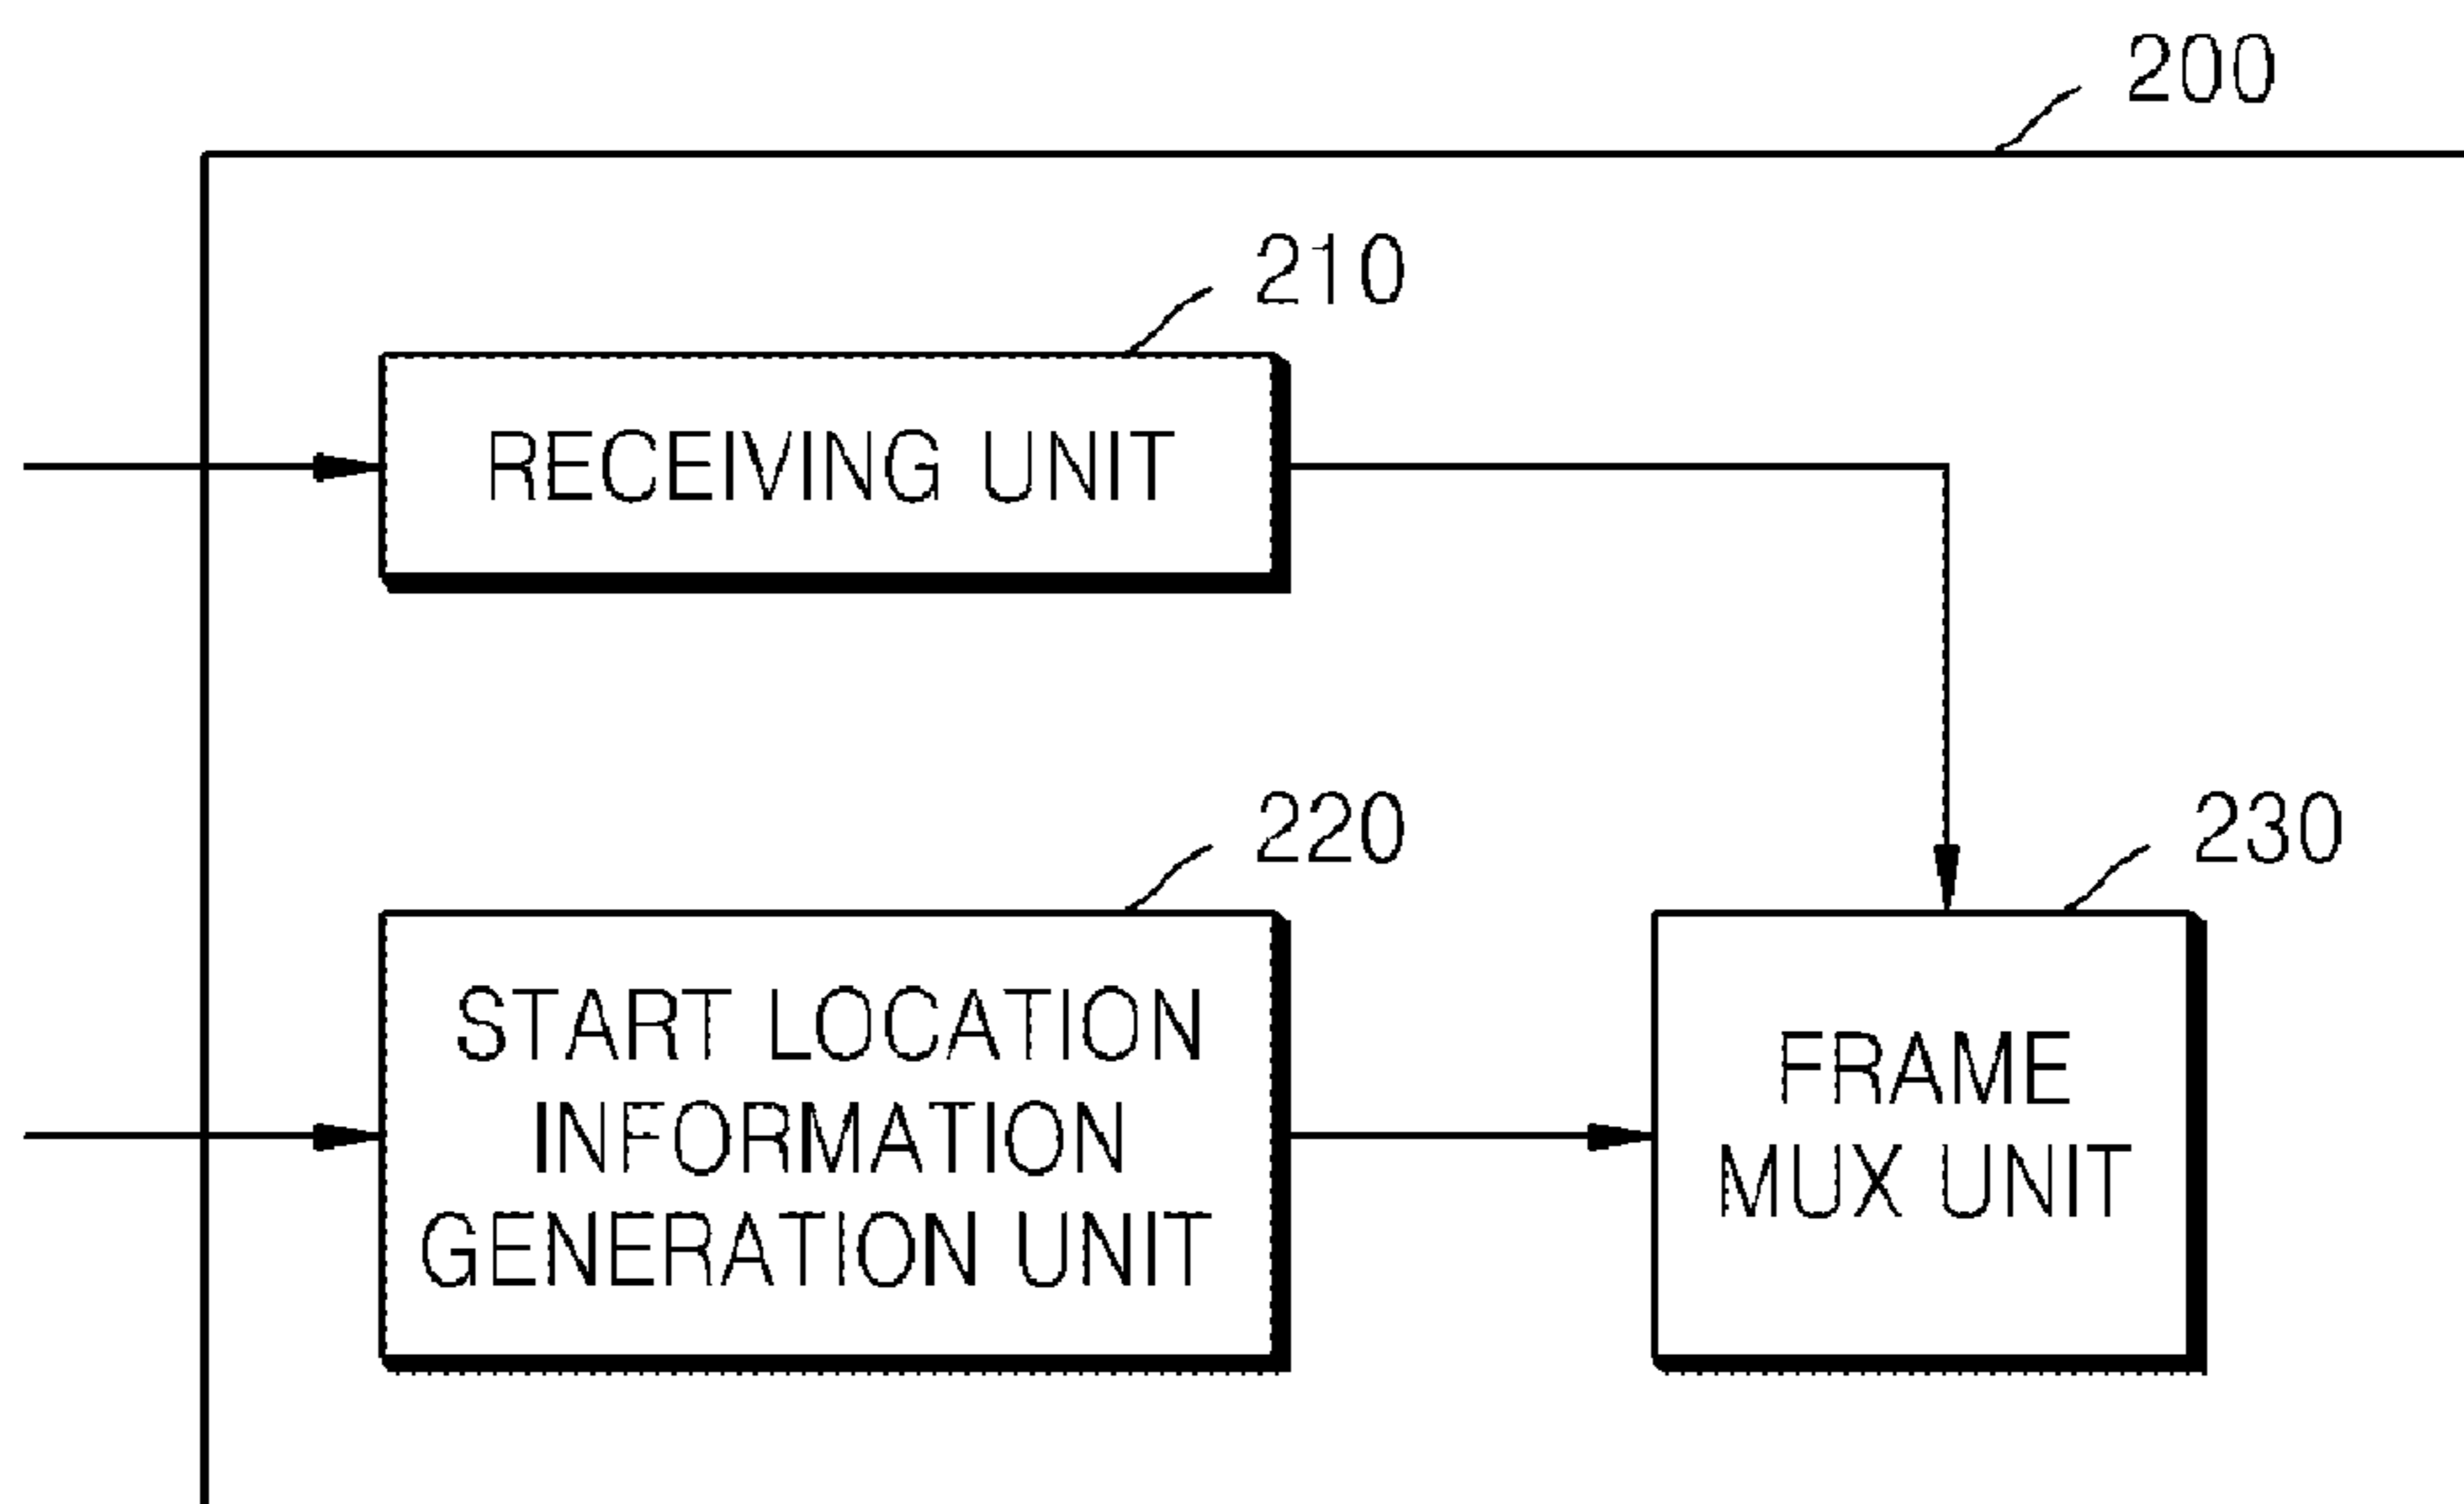 200
210
RECEIVING UNIT
220
230
START LOCATION
INFORMATION
GENERATION UNIT
FRAME
MUX UNIT